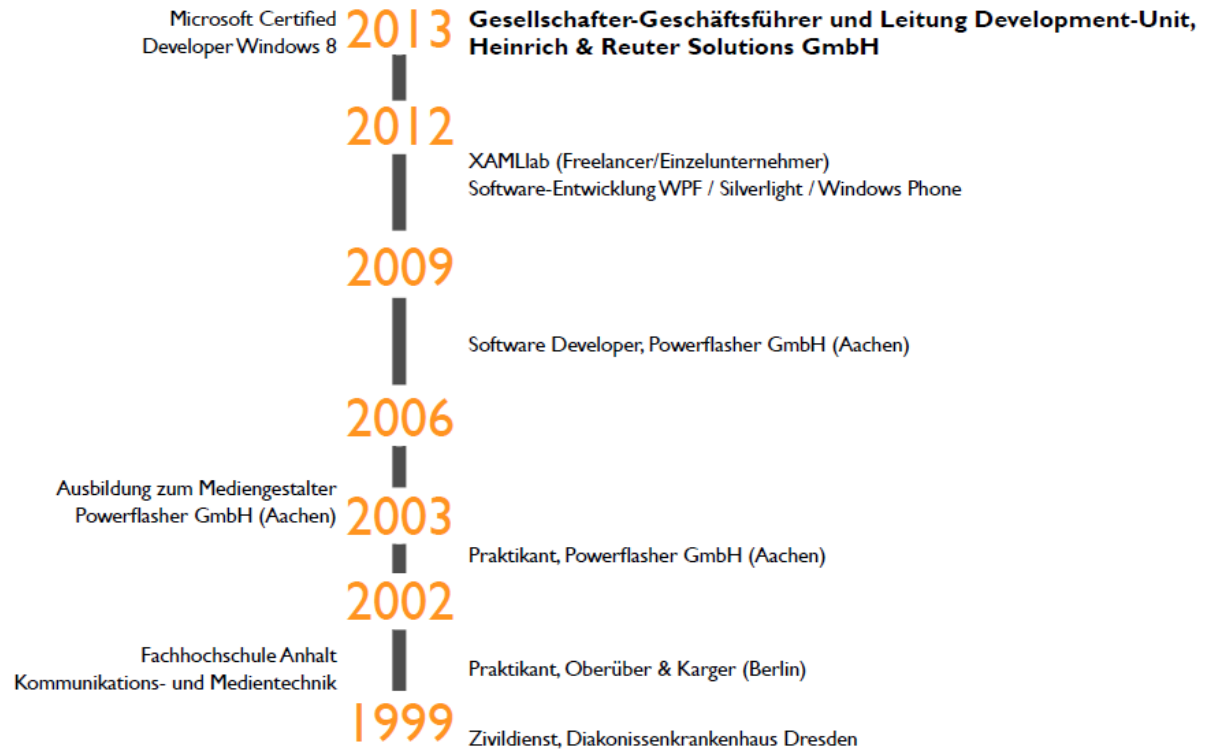 Microsoft Certified
Developer Windows 8
2013
Gesellschafter-Geschäftsführer und Leitung Development-Unit,
Heinrich & Reuter Solutions GmbH
2012
XAMLlab (Freelancer/Einzelunternehmer)
Software-Entwicklung WPF / Silverlight / Windows Phone
2009
Software Developer, Powerflasher GmbH (Aachen)
2006
Ausbildung zum Mediengestalter
Powerflasher GmbH (Aachen)
2003
Praktikant, Powerflasher GmbH (Aachen)
2002
Fachhochschule Anhalt
Kommunikations- und Medientechnik
Praktikant, Oberüber & Karger (Berlin)
1999
Zivildienst, Diakonissenkrankenhaus Dresden